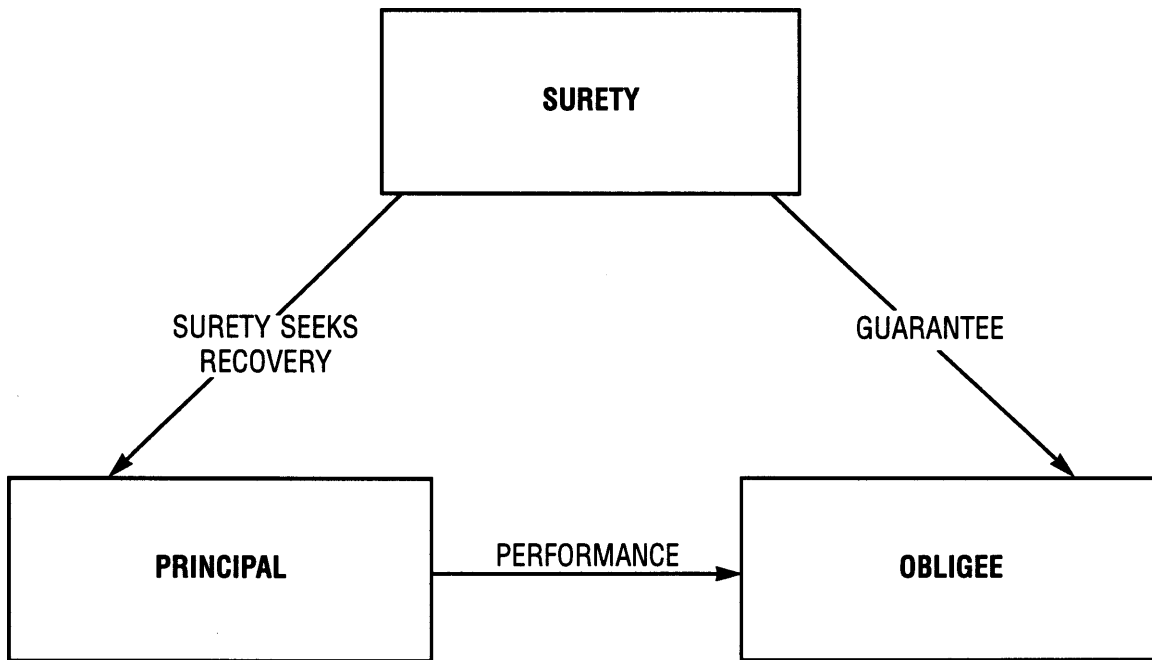 SURETY
SURETY SEEKS
RECOVERY
GUARANTEE
PRINCIPAL
PERFORMANCE
OBLIGEE